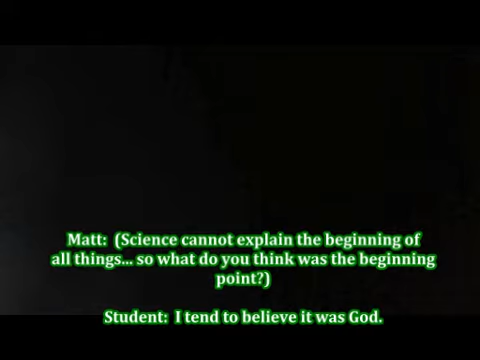 Matt:  (Science cannot explain the beginning of
all things... so what do you think was the beginning
point?)
Student:  I tend to believe it was God.